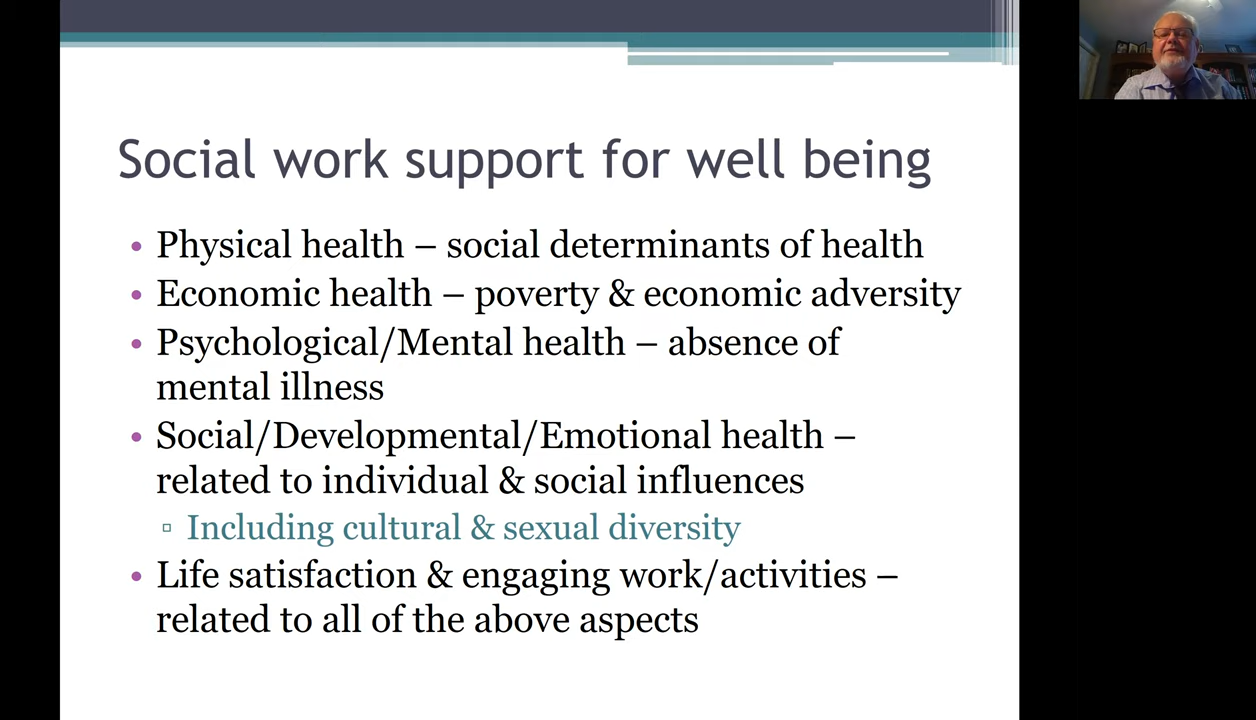 Social work support for well being
• Physical health – social determinants of health
• Economic health – poverty & economic adversity
• Psychological/Mental health – absence of
mental illness
• Social/Developmental/Emotional health –
related to individual & social influences
▫ Including cultural & sexual diversity
• Life satisfaction & engaging work/activities –
related to all of the above aspects